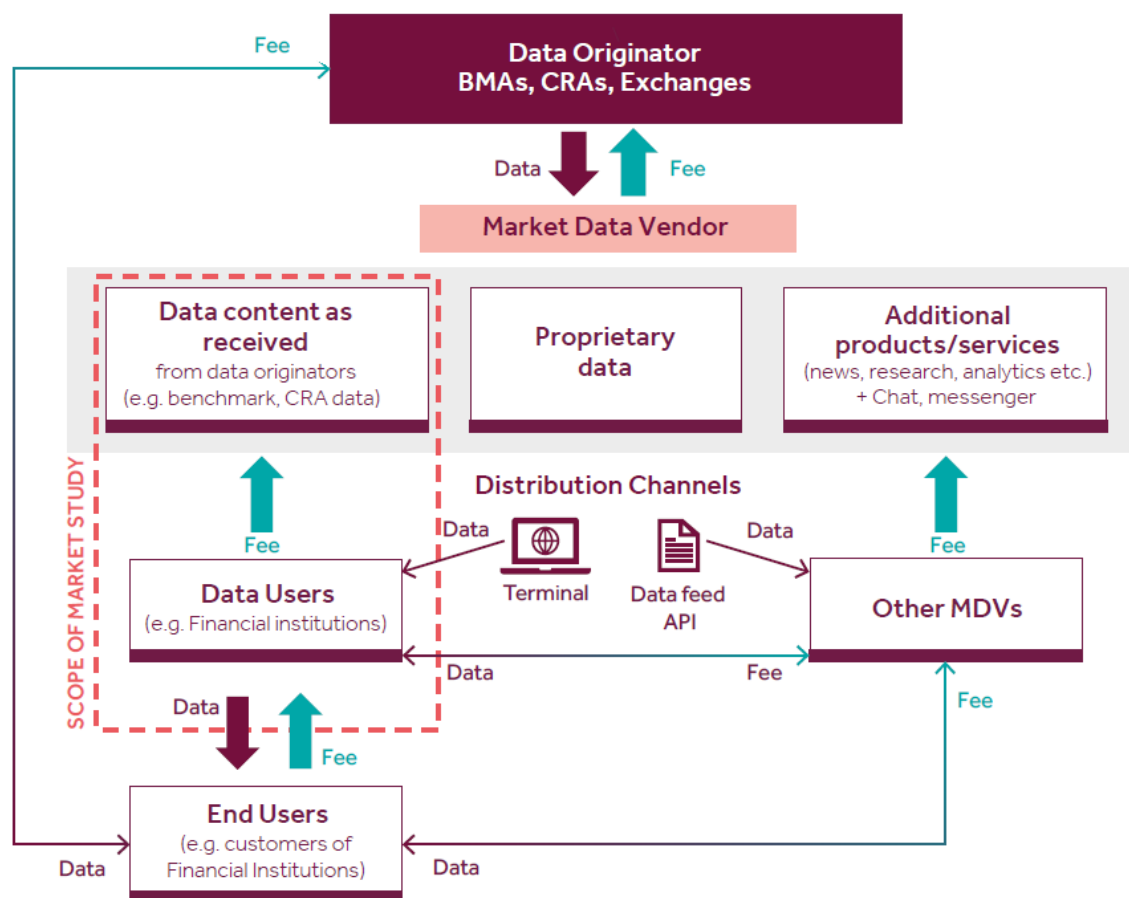 Fee
Data Originator
BMAs, CRAs, Exchanges
Data
Fee
Market Data Vendor
Data content as
received
from data originators
(e.g. benchmark, CRA data)
Proprietary
data
Additional
products/services
(news, research, analytics etc.)
+ Chat, messenger
SCOPE OF MARKET STUDY
Fee
Distribution Channels
Data
Data
Fee
Terminal
Data feed
API
Data Users
(e.g. Financial institutions)
Other MDVs
Data
Fee
Data
Fee
Fee
End Users
(e.g. customers of
Financial Institutions)
Data
Data